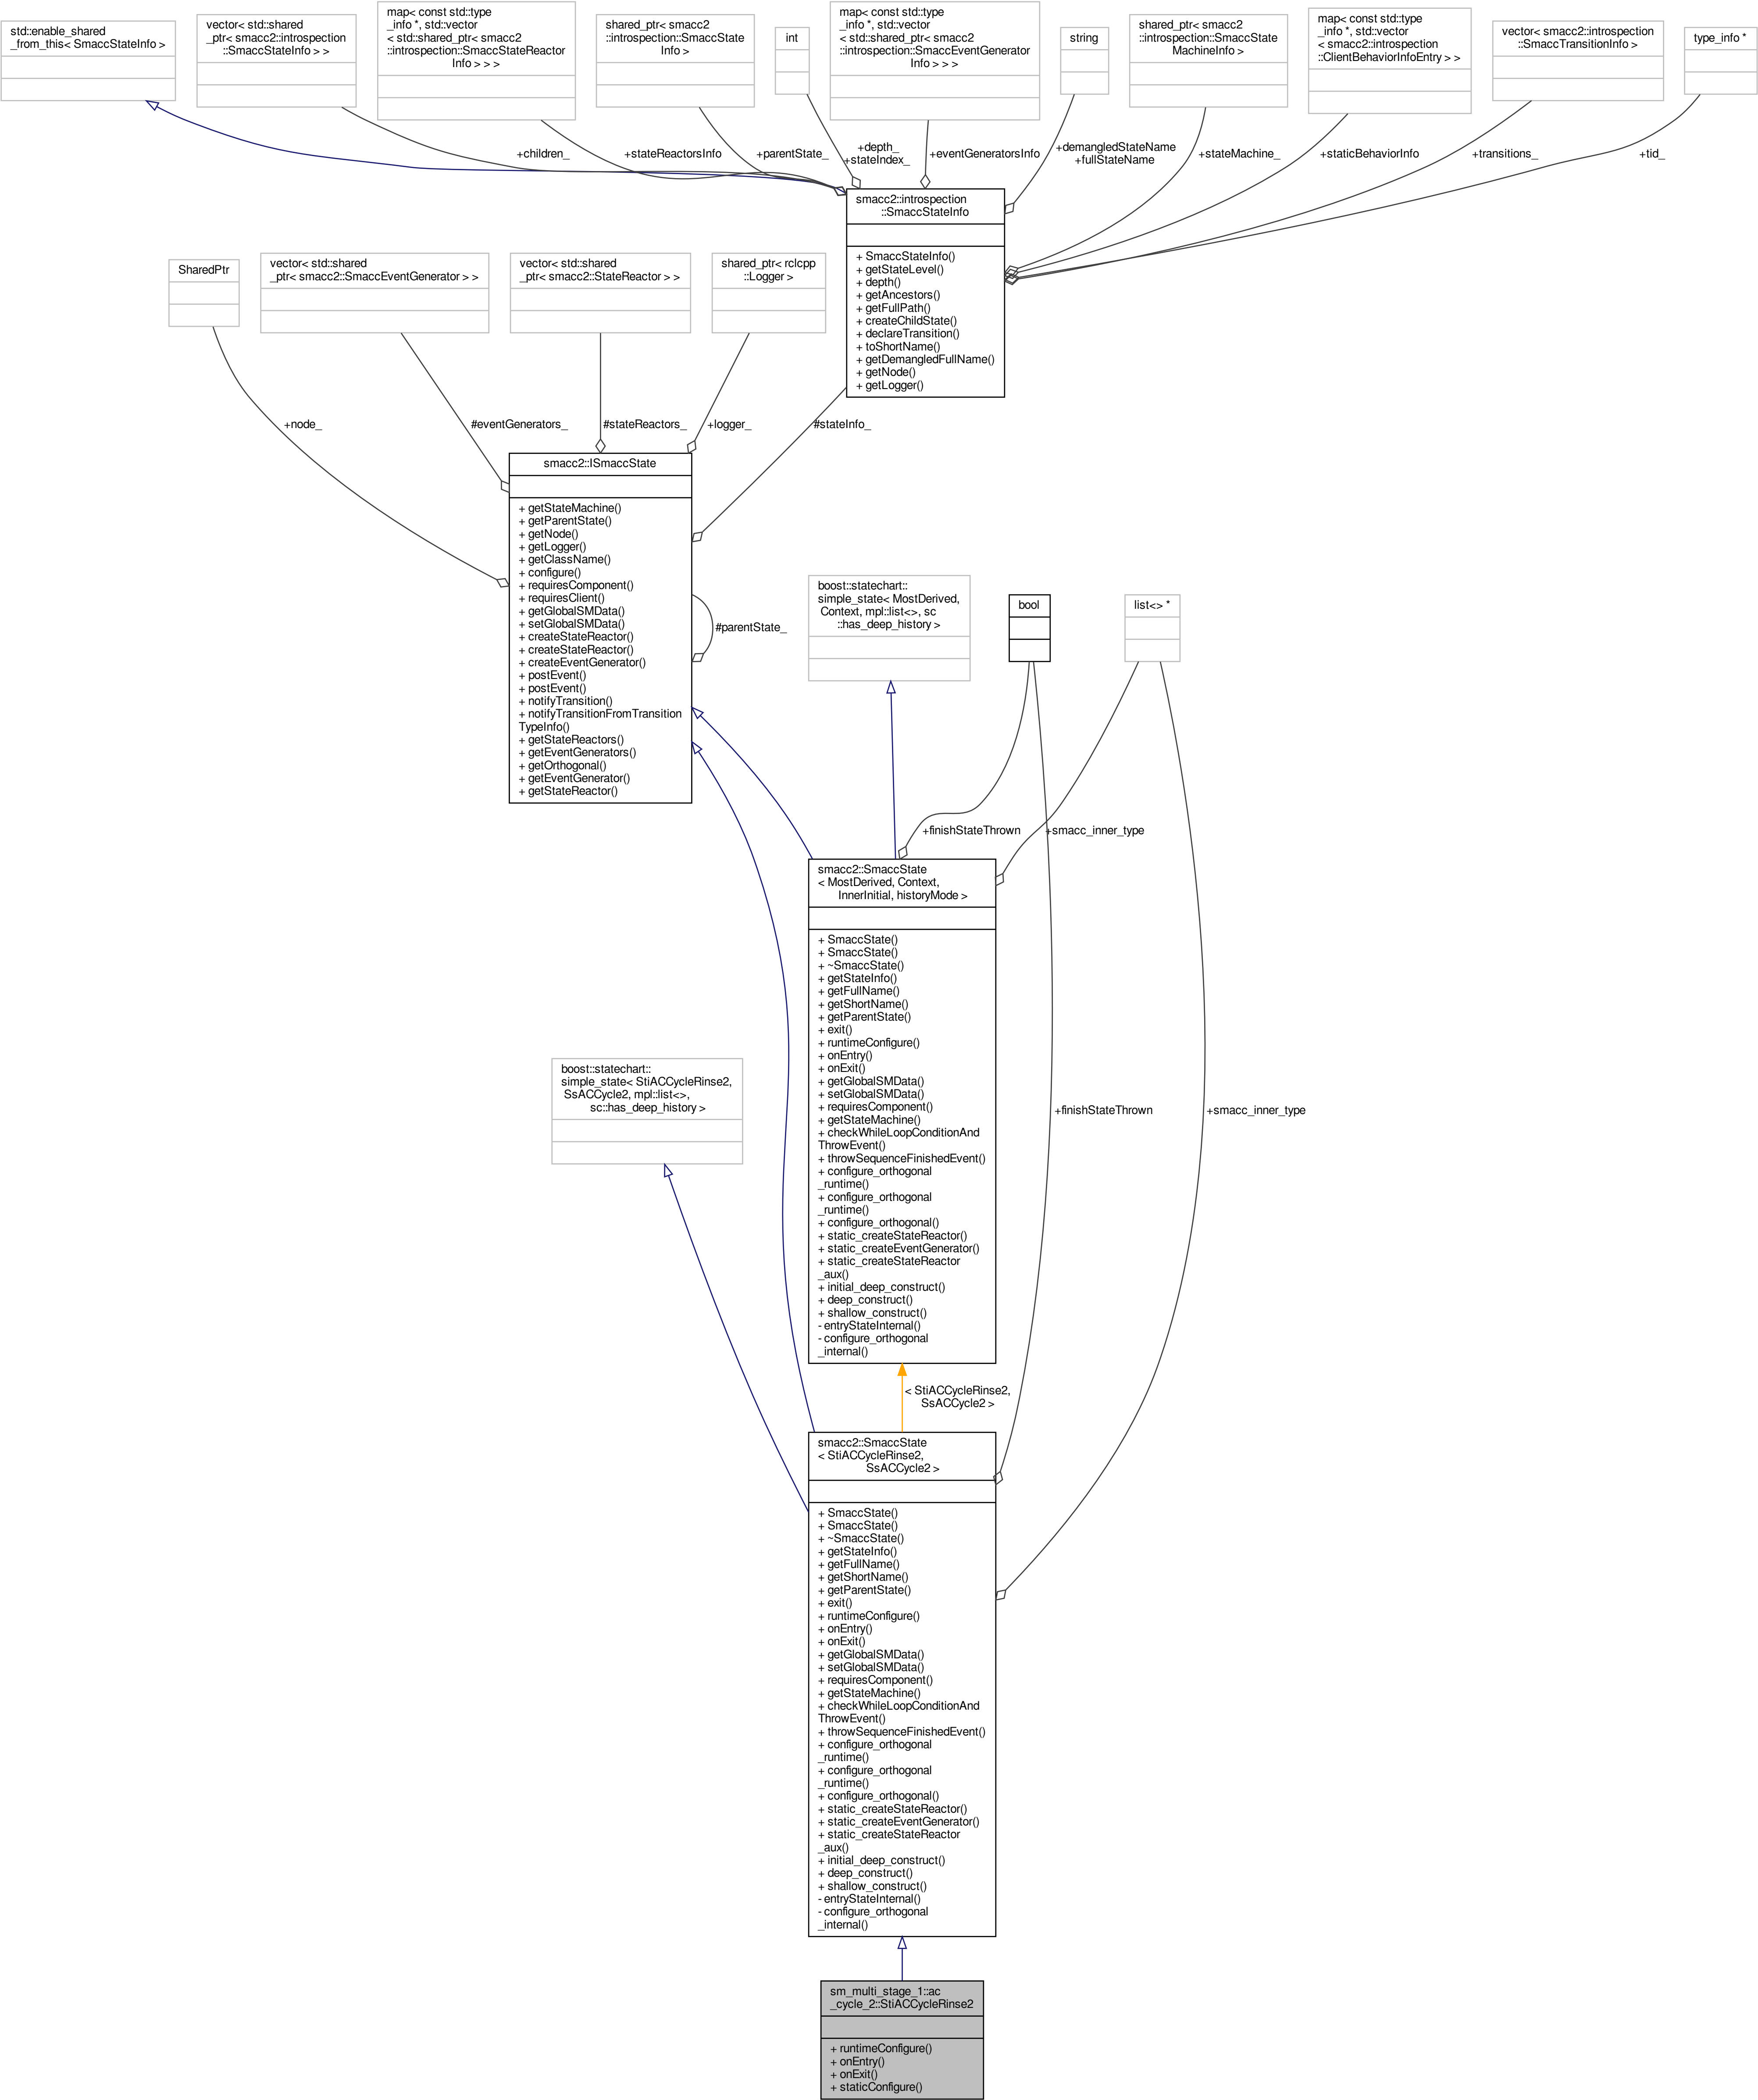 std::enable_shared
_from_this< SmaccStateInfo >
vector< std::shared
_ptr< smacc2::introspection
::SmaccStateInfo > >
map< const std::type
_info *, std::vector
< std::shared_ptr< smacc2
::introspection::SmaccStateReactor
Info > > >
shared_ptr< smacc2
::introspection::SmaccState
Info >
int
map< const std::type
_info *, std::vector
< std::shared_ptr< smacc2
::introspection::SmaccEventGenerator
Info > > >
string
shared_ptr< smacc2
::introspection::SmaccState
MachineInfo >
map< const std::type
_info *, std::vector
< smacc2::introspection
::ClientBehaviorInfoEntry > >
vector< smacc2::introspection
::SmaccTransitionInfo >
type_info *
+children_
+stateReactorsInfo
+parentState_
+depth_
+stateIndex_
+eventGeneratorsInfo
+demangledStateName
+fullStateName
+stateMachine_
+staticBehaviorInfo
+transitions_
+tid_
smacc2::introspection
::SmaccStateInfo
+ SmaccStateInfo()
+ getStateLevel()
+ depth()
+ getAncestors()
+ getFullPath()
+ createChildState()
+ declareTransition()
+ toShortName()
+ getDemangledFullName()
+ getNode()
+ getLogger()
SharedPtr
vector< std::shared
_ptr< smacc2::SmaccEventGenerator > >
vector< std::shared
_ptr< smacc2::StateReactor > >
shared_ptr< rclcpp
::Logger >
+node_
#eventGenerators_
#stateReactors_
+logger_
#stateInfo_
smacc2::ISmaccState
+ getStateMachine()
+ getParentState()
+ getNode()
+ getLogger()
+ getClassName()
+ configure()
+ requiresComponent()
+ requiresClient()
+ getGlobalSMData()
+ setGlobalSMData()
+ createStateReactor()
+ createStateReactor()
+ createEventGenerator()
+ postEvent()
+ postEvent()
+ notifyTransition()
+ notifyTransitionFromTransition
TypeInfo()
+ getStateReactors()
+ getEventGenerators()
+ getOrthogonal()
+ getEventGenerator()
+ getStateReactor()
#parentState_
boost::statechart::
simple_state< MostDerived,
Context, mpl::list<>, sc
::has_deep_history >
bool
list<> *
+finishStateThrown
+smacc_inner_type
smacc2::SmaccState
< MostDerived, Context,
InnerInitial, historyMode >
+ SmaccState()
+ SmaccState()
+ ~SmaccState()
+ getStateInfo()
+ getFullName()
+ getShortName()
+ getParentState()
+ exit()
+ runtimeConfigure()
+ onEntry()
+ onExit()
+ getGlobalSMData()
+ setGlobalSMData()
+ requiresComponent()
+ getStateMachine()
+ checkWhileLoopConditionAnd
ThrowEvent()
+ throwSequenceFinishedEvent()
+ configure_orthogonal
_runtime()
+ configure_orthogonal
_runtime()
+ configure_orthogonal()
+ static_createStateReactor()
+ static_createEventGenerator()
+ static_createStateReactor
_aux()
+ initial_deep_construct()
+ deep_construct()
+ shallow_construct()
- entryStateInternal()
- configure_orthogonal
_internal()
boost::statechart::
simple_state< StiACCycleRinse2,
SsACCycle2, mpl::list<>,
sc::has_deep_history >
+finishStateThrown
+smacc_inner_type
< StiACCycleRinse2,
SsACCycle2 >
smacc2::SmaccState
< StiACCycleRinse2,
SsACCycle2 >
+ SmaccState()
+ SmaccState()
+ ~SmaccState()
+ getStateInfo()
+ getFullName()
+ getShortName()
+ getParentState()
+ exit()
+ runtimeConfigure()
+ onEntry()
+ onExit()
+ getGlobalSMData()
+ setGlobalSMData()
+ requiresComponent()
+ getStateMachine()
+ checkWhileLoopConditionAnd
ThrowEvent()
+ throwSequenceFinishedEvent()
+ configure_orthogonal
_runtime()
+ configure_orthogonal
_runtime()
+ configure_orthogonal()
+ static_createStateReactor()
+ static_createEventGenerator()
+ static_createStateReactor
_aux()
+ initial_deep_construct()
+ deep_construct()
+ shallow_construct()
- entryStateInternal()
- configure_orthogonal
_internal()
sm_multi_stage_1::ac
_cycle_2::StiACCycleRinse2
+ runtimeConfigure()
+ onEntry()
+ onExit()
+ staticConfigure()